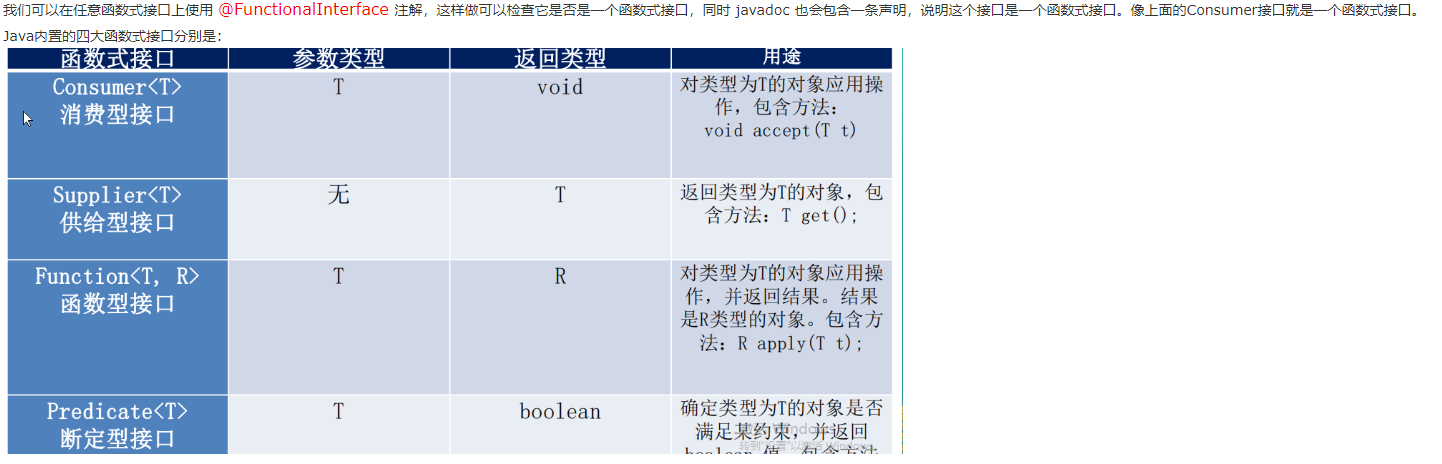 我们可以在任意函数式接口上使用 @FunctionalInterface 注解，这样做可以检查它是否是一个函数式接口，同时 javadoc 也会包含一条声明，说明这个接口是一个函数式接口。像上面的Consumer接口就是一个函数式接口。
Java内置的四大函数式接口分别是：
函数式接口 参数类型 返回类型 用途
Consumer<T>
消费型接口
T
void
对类型为T的对象应用操
作，包含方法：
void accept(T t)
Supplier<T>
供给型接口
无
T
返回类型为T的对象，包
含方法：T get();
Function<T, R>
函数型接口
T
R
对类型为T的对象应用操
作，并返回结果。结果
是R类型的对象。包含方
法：R apply(T t);
Predicate<T>
断定型接口
T
boolean
确定类型为T的对象是否
满足某约束，并返回
boolean 值。包含方法